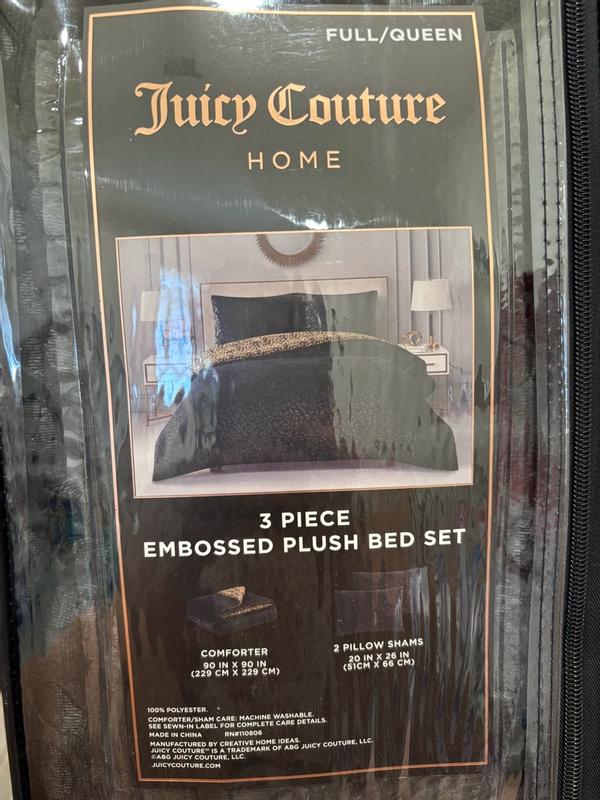 FULL/QUEEN
Juicy Couture
HOME
3 PIECE
EMBOSSED PLUSH BED SET
COMFORTER
90 IN X 90 IN
(229 CM X 229 CM)
2 PILLOW SHAMS
20 IN X 26 IN
(51CM X 66 CM)
100% POLYESTER.
COMFORTER/SHAM CARE: MACHINE WASHABLE.
SEE SEWN-IN LABEL FOR COMPLETE CARE DETAILS.
MADE IN CHINA RN#110806
MANUFACTURED BY CREATIVE HOME IDEAS.
JUICY COUTURE™ IS A TRADEMARK OF ABG JUICY COUTURE, LLC.
©ABG JUICY COUTURE, LLC.
JUICYCOUTURE.COM